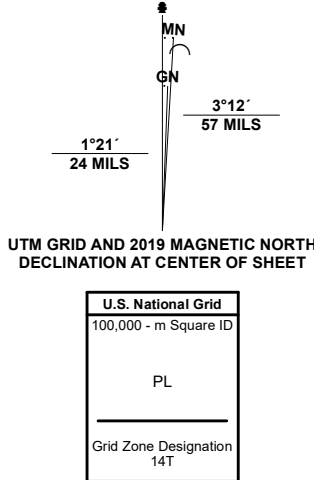 MN
GN
3°12´
57 MILS
1°21´
24 MILS
UTM GRID AND 2019 MAGNETIC NORTH
DECLINATION AT CENTER OF SHEET
U.S. National Grid
100,000 - m Square ID
PL
Grid Zone Designation
14T